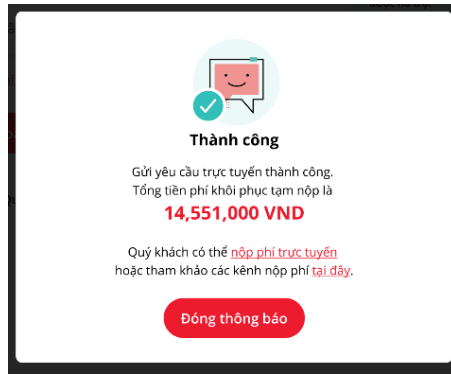 Thành công
Gửi yêu cầu trực tuyến thành công.
Tổng tiền phí khôi phục tạm nộp là
14,551,000 VND
Quý khách có thể nộp phí trực tuyến
hoặc tham khảo các kênh nộp phí tại đây.
Đóng thông báo